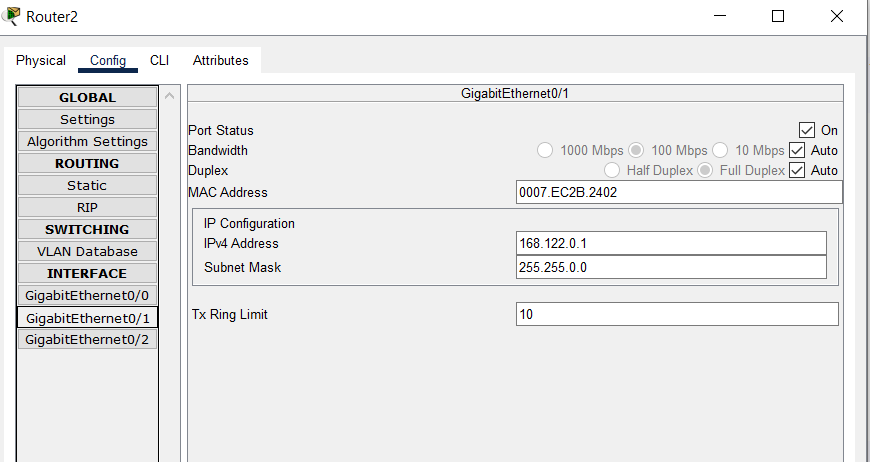 Router2
Physical Config CLI Attributes
GLOBAL
Settings
Algorithm Settings
ROUTING
Static
RIP
SWITCHING
VLAN Database
INTERFACE
GigabitEthernet0/0
GigabitEthernet0/1
GigabitEthernet0/2
GigabitEthernet0/1
Port Status On
Bandwidth 1000 Mbps 100 Mbps 10 Mbps Auto
Duplex Half Duplex Full Duplex Auto
MAC Address 0007.EC2B.2402
IP Configuration
IPv4 Address 168.122.0.1
Subnet Mask 255.255.0.0
Tx Ring Limit 10